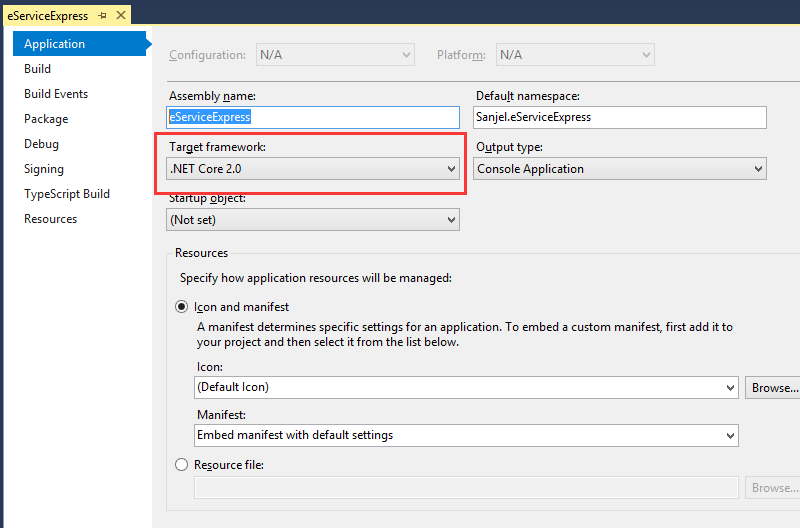 eServiceExpress
Application
Build
Build Events
Package
Debug
Signing
TypeScript Build
Resources
Configuration: N/A Platform: N/A
Assembly name: Default namespace:
eServiceExpress Sanjel.eServiceExpress
Target framework: Output type:
.NET Core 2.0 Console Application
Startup object:
(Not set)
Resources
Specify how application resources will be managed:
Icon and manifest
A manifest determines specific settings for an application. To embed a custom manifest, first add it to
your project and then select it from the list below.
Icon:
(Default Icon) Browse...
Manifest:
Embed manifest with default settings
Resource file:
Browse...